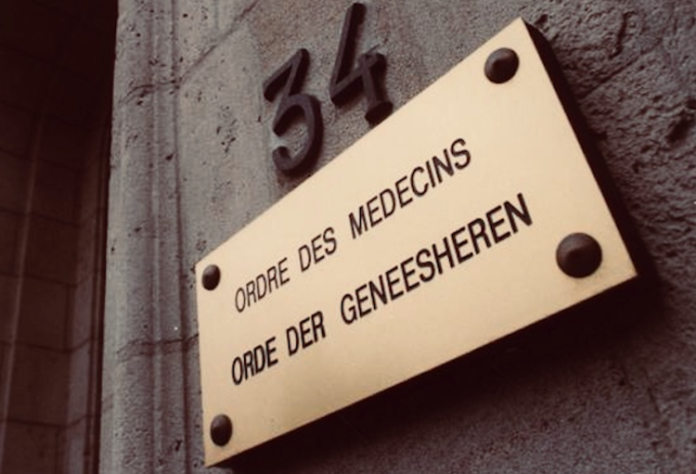 34
ORDRE DES MEDECINS
ORDE DER GENEESHEREN